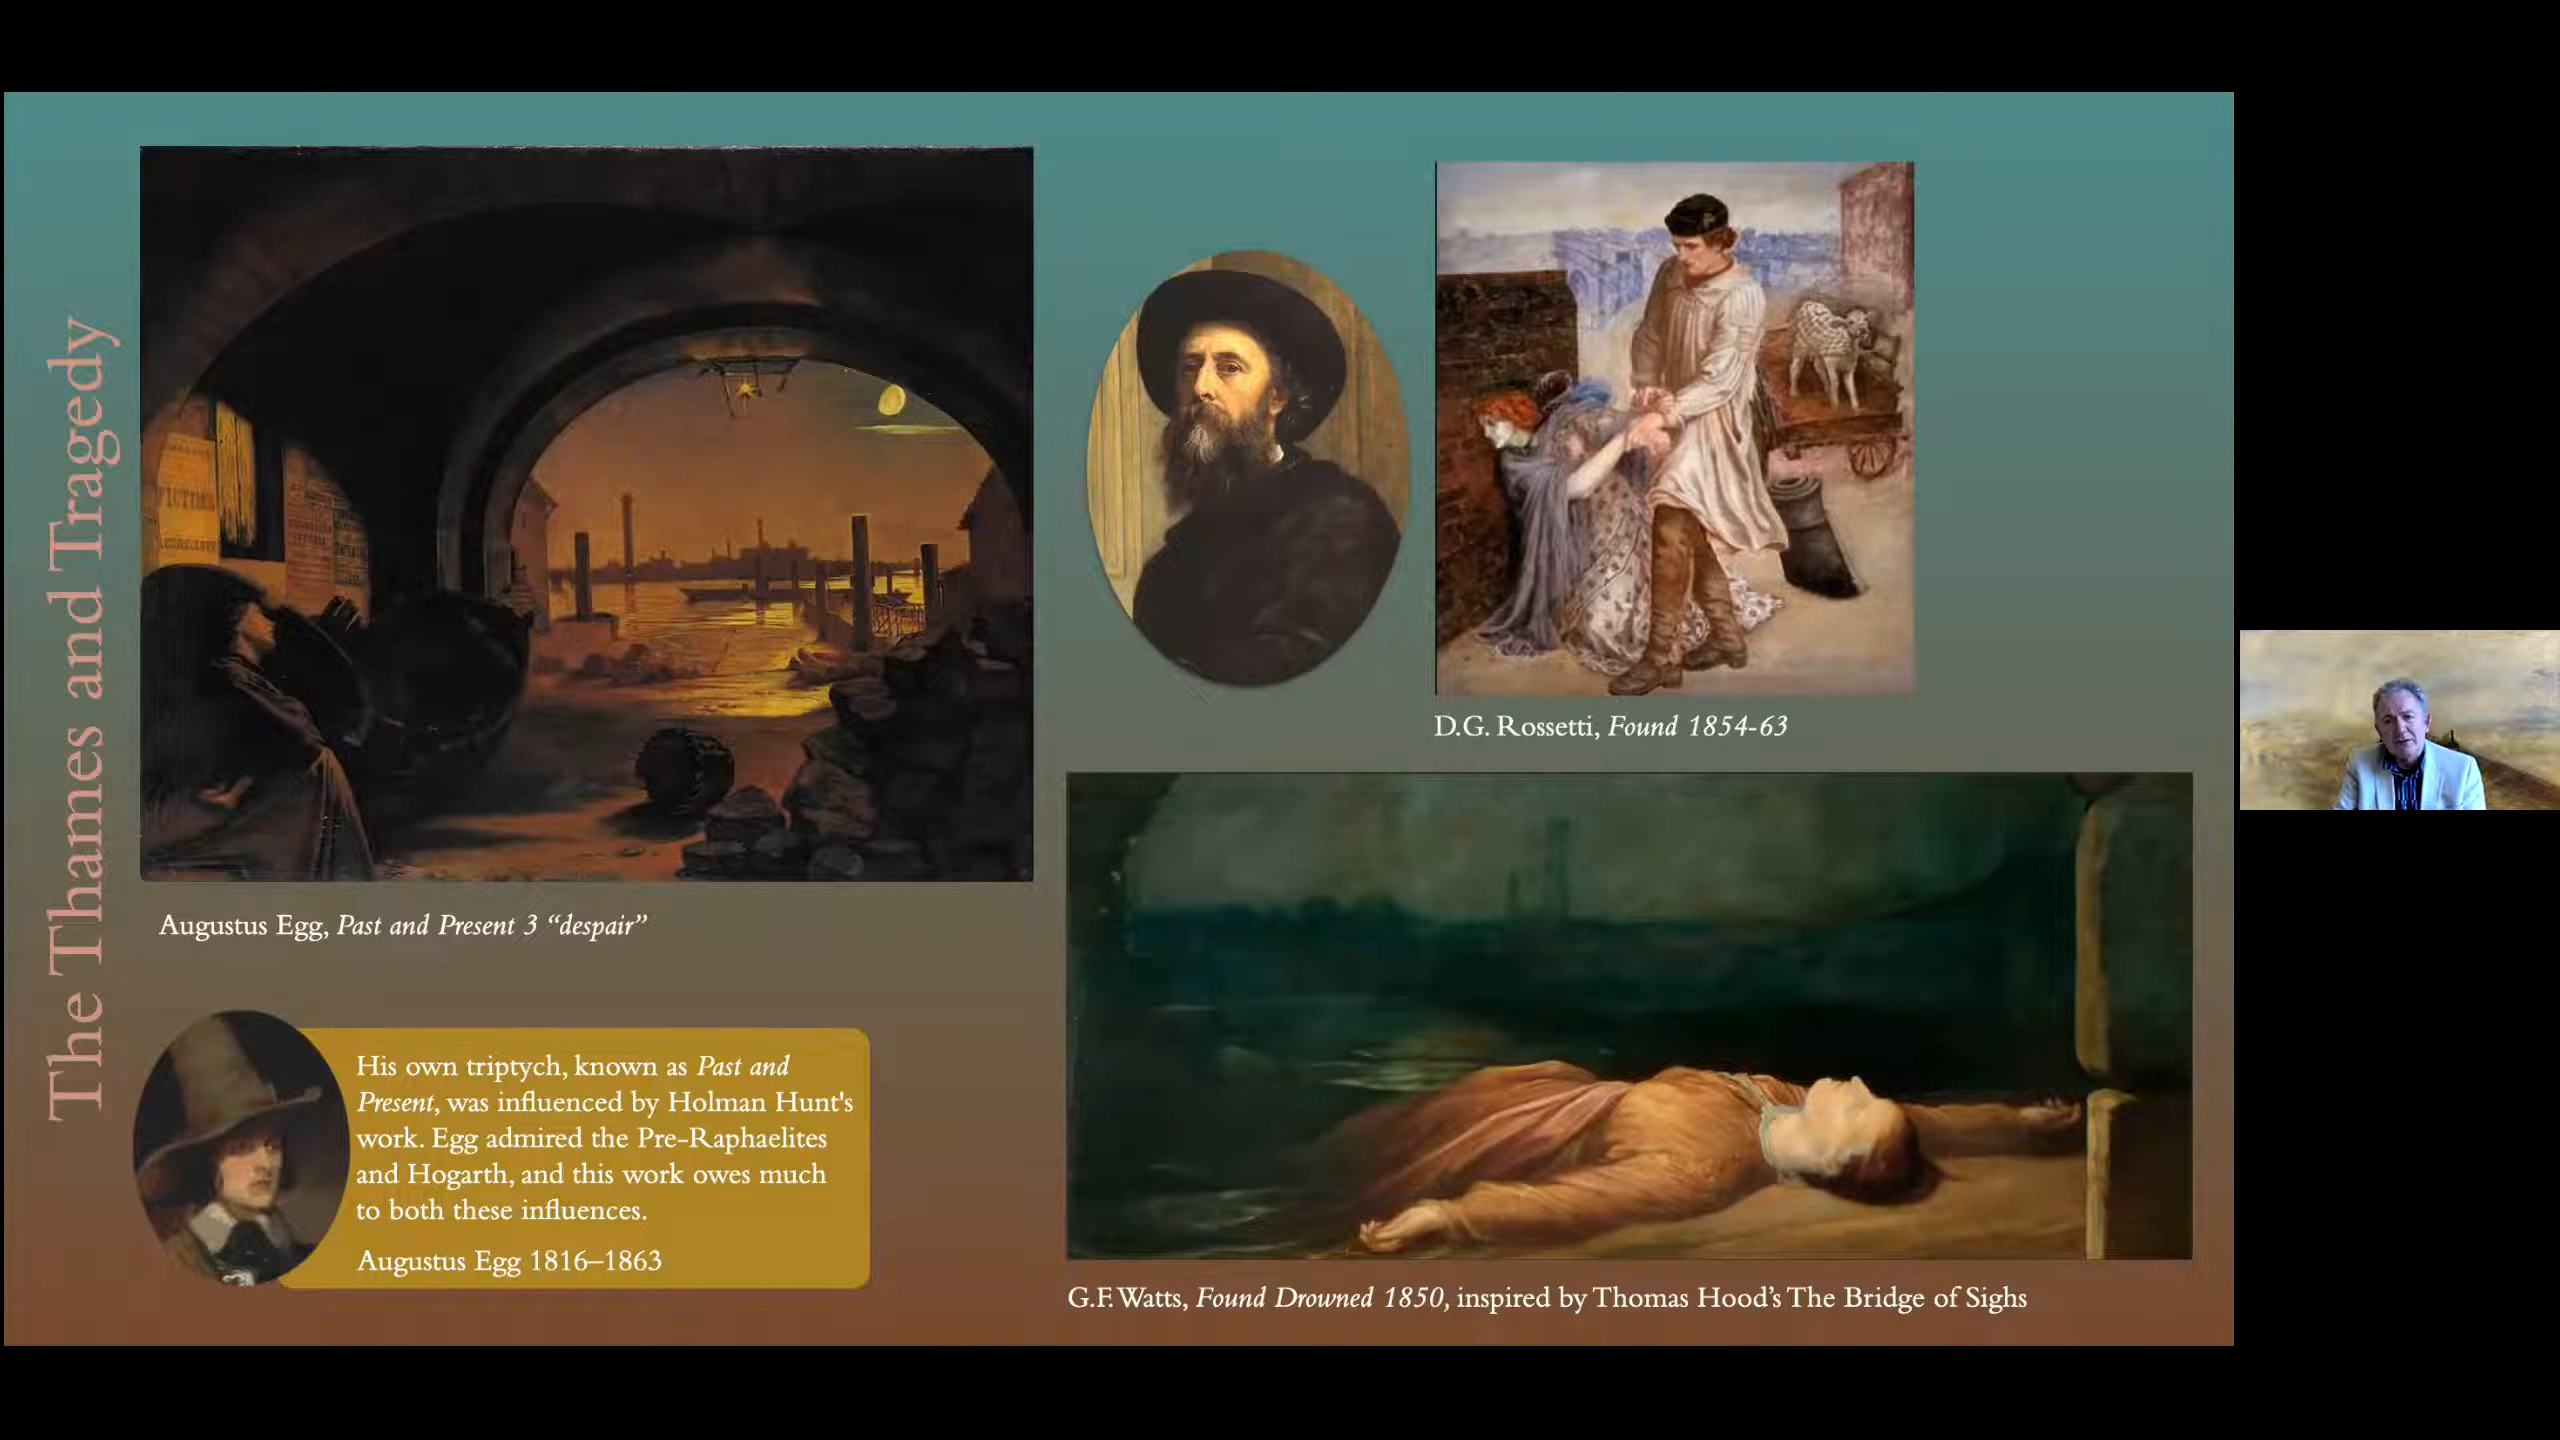 The Thames and Tragedy
Augustus Egg, Past and Present 3 “despair”
His own triptych, known as Past and
Present, was influenced by Holman Hunt's
work. Egg admired the Pre-Raphaelites
and Hogarth, and this work owes much
to both these influences.
Augustus Egg 1816–1863
D.G. Rossetti, Found 1854-63
G.F. Watts, Found Drowned 1850, inspired by Thomas Hood’s The Bridge of Sighs